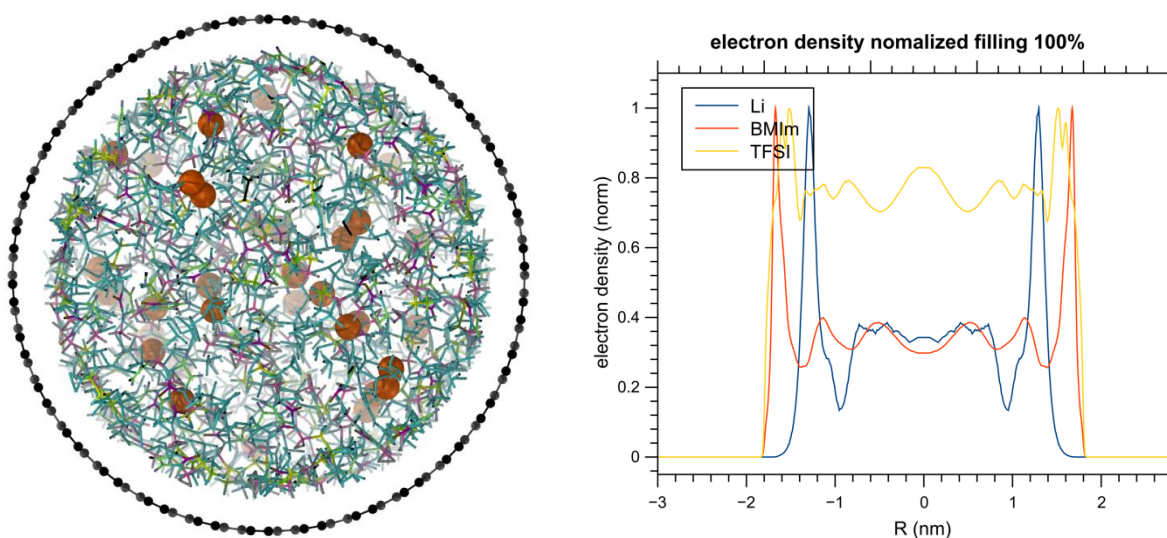 electron density nomalized filling 100%
Li
BMIm
TFSI
electron density (norm)
1
0.8
0.6
0.4
0.2
0
−3
−2
−1
0
1
2
R (nm)